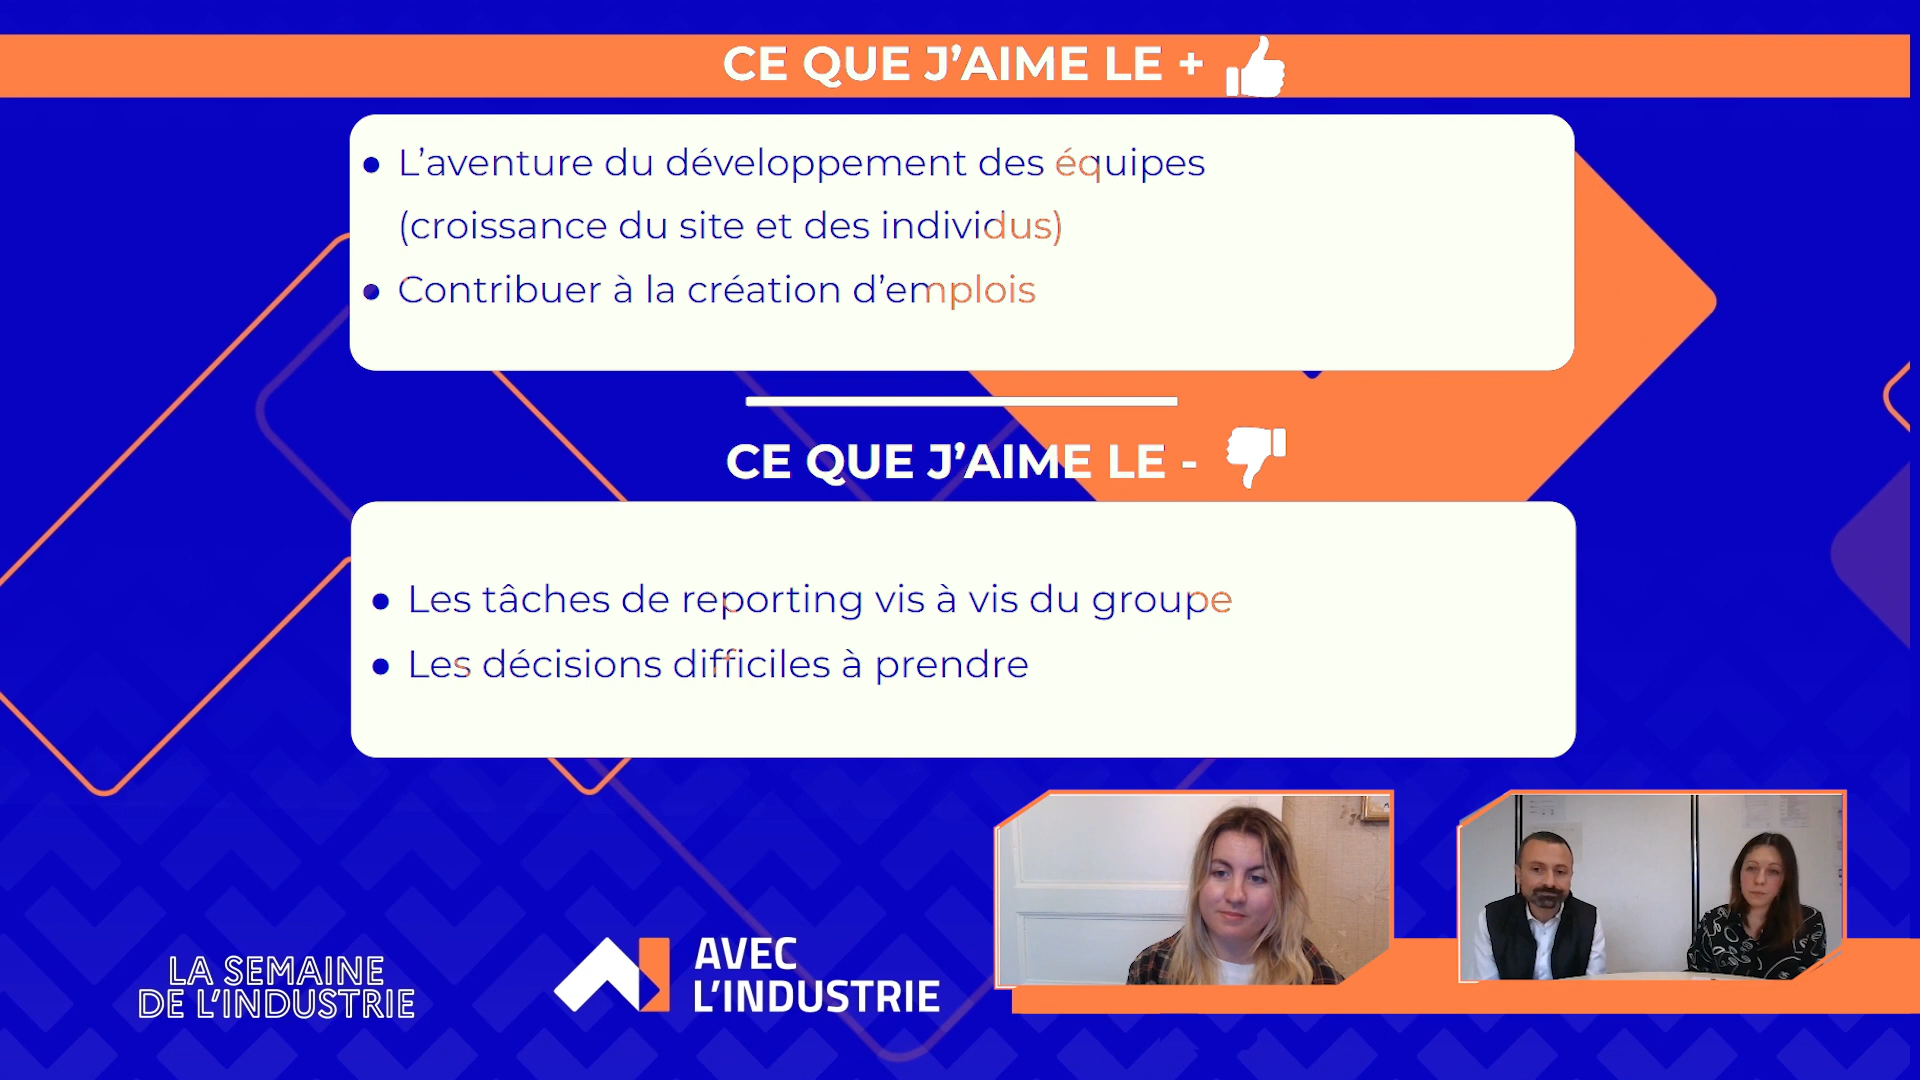 CE QUE J’AIME LE +
● L’aventure du développement des équipes
(croissance du site et des individus)
● Contribuer à la création d’emplois
CE QUE J’AIME LE -
● Les tâches de reporting vis à vis du groupe
● Les décisions difficiles à prendre
LA SEMAINE
DE L’INDUSTRIE
AVEC
L’INDUSTRIE